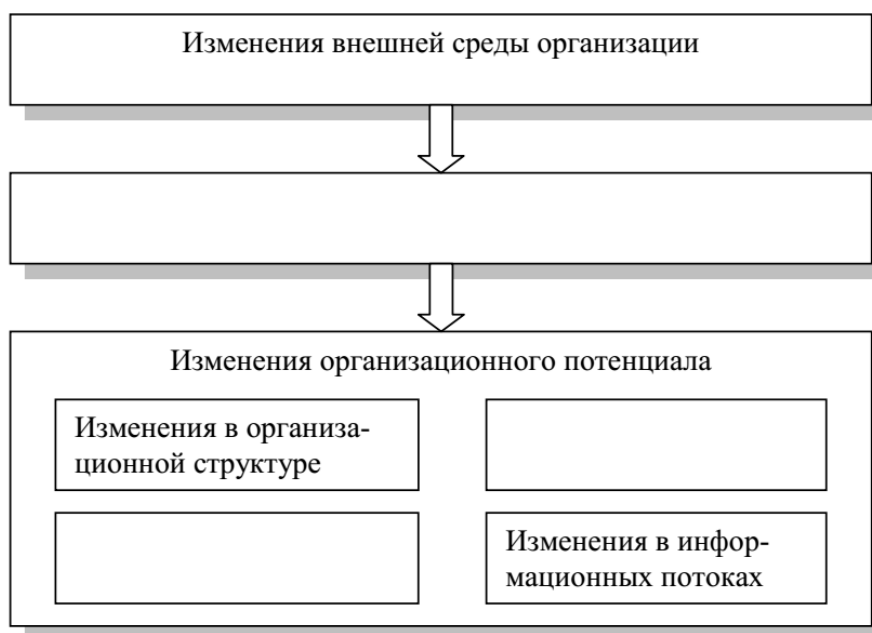 Изменения внешней среды организации
Изменения организационного потенциала
Изменения в организа-
ционной структуре
Изменения в инфор-
мационных потоках